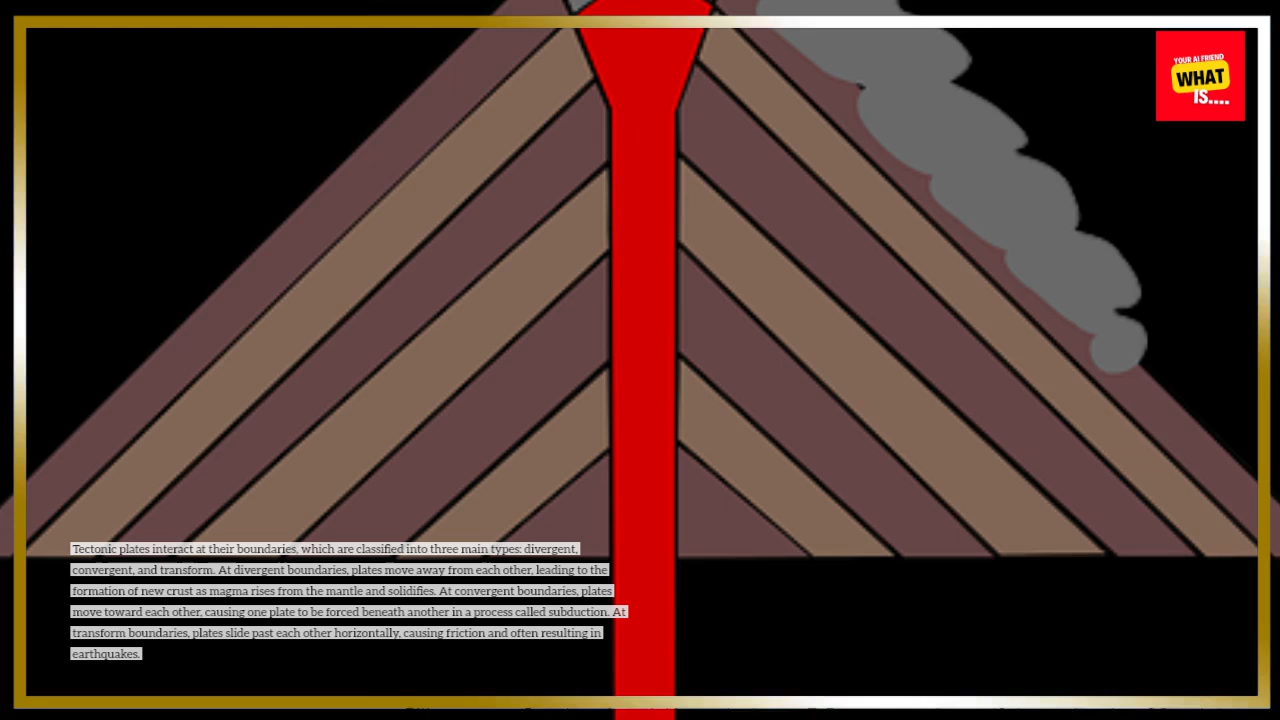 YOUR AI FRIEND
WHAT
IS....
Tectonic plates interact at their boundaries, which are classified into three main types: divergent,
convergent, and transform. At divergent boundaries, plates move away from each other, leading to the
formation of new crust as magma rises from the mantle and solidifies. At convergent boundaries, plates
move toward each other, causing one plate to be forced beneath another in a process called subduction. At
transform boundaries, plates slide past each other horizontally, causing friction and often resulting in
earthquakes.